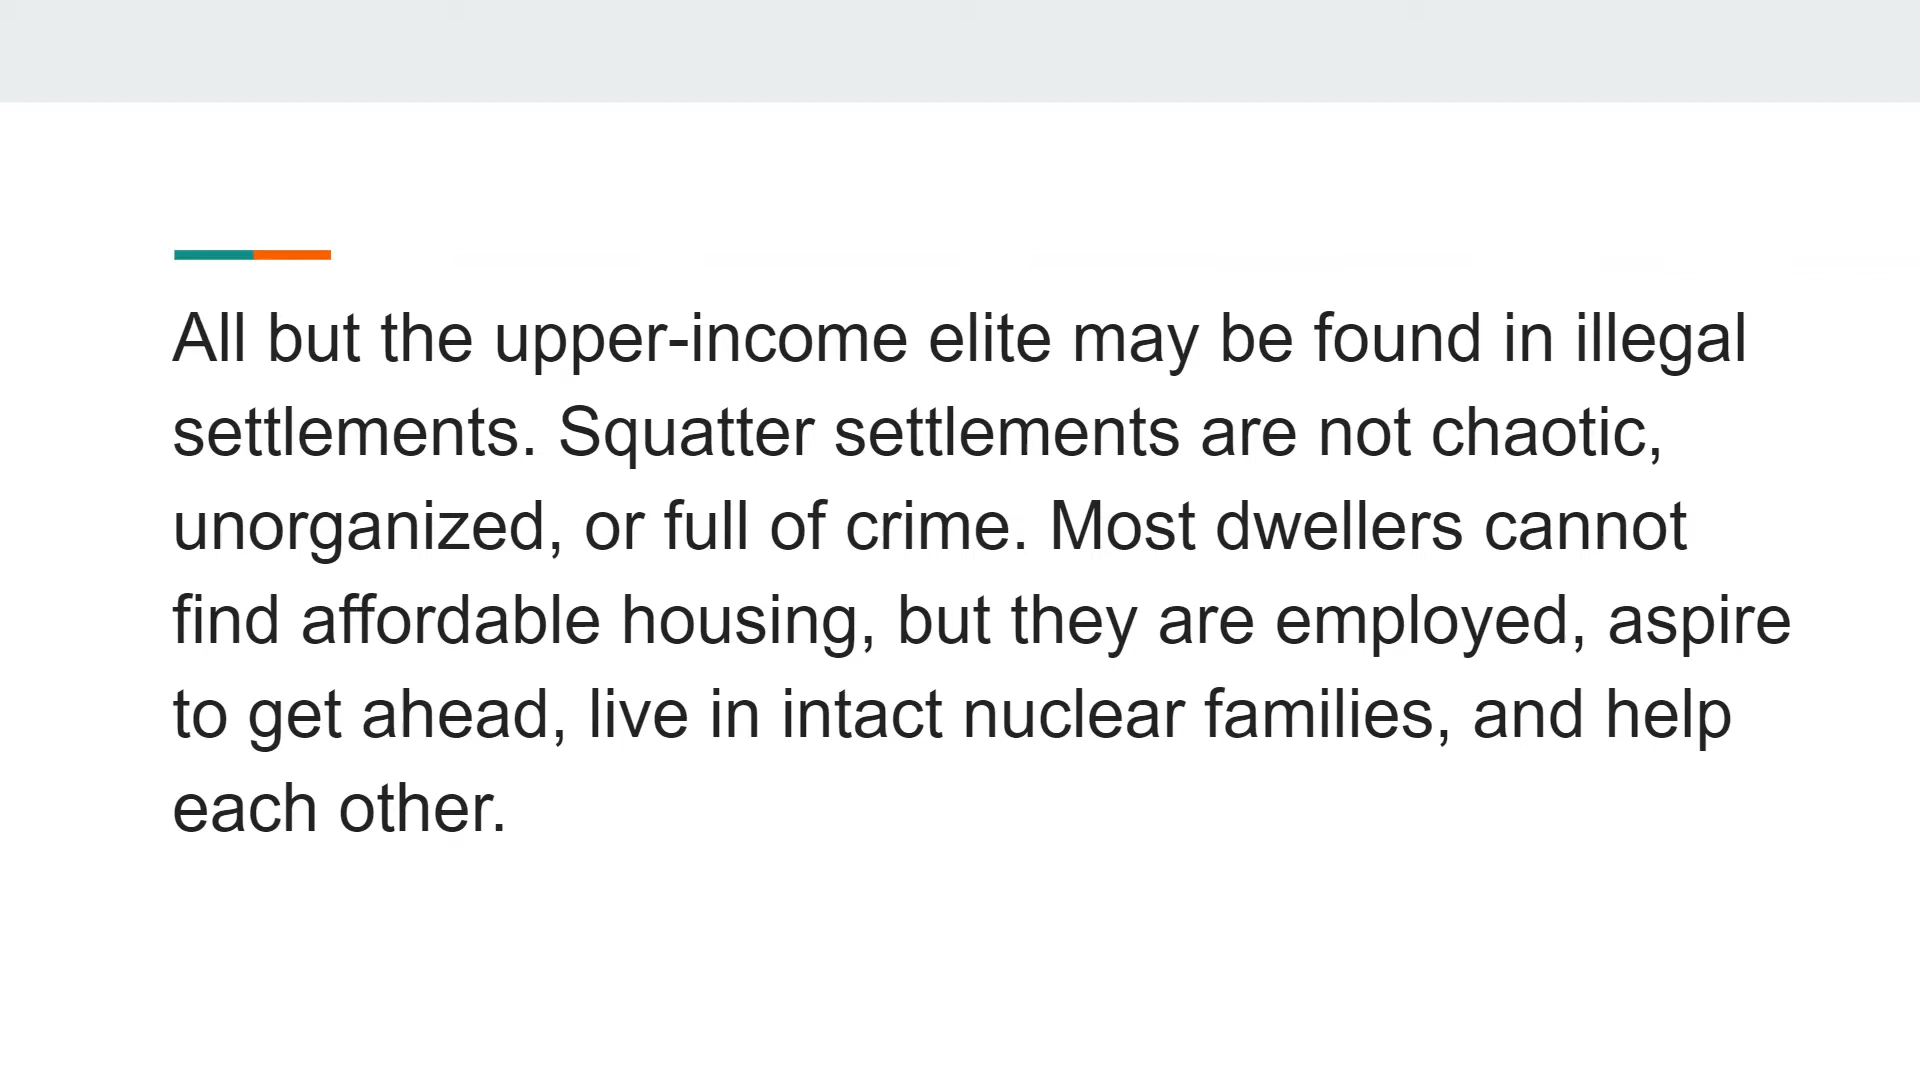 All but the upper-income elite may be found in illegal
settlements. Squatter settlements are not chaotic,
unorganized, or full of crime. Most dwellers cannot
find affordable housing, but they are employed, aspire
to get ahead, live in intact nuclear families, and help
each other.